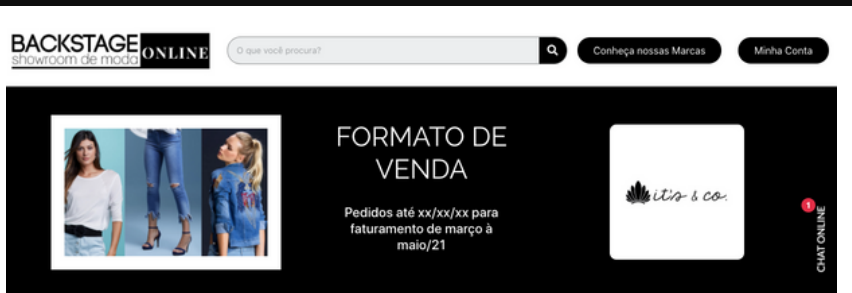 BACKSTAGE
showroom de moda
ONLINE
O que você procura?
Conheça nossas Marcas
Minha Conta
FORMATO DE
VENDA
Pedidos até xx/xx/xx para
faturamento de março à
maio/21
it's & co.
1
CHAT ONLINE